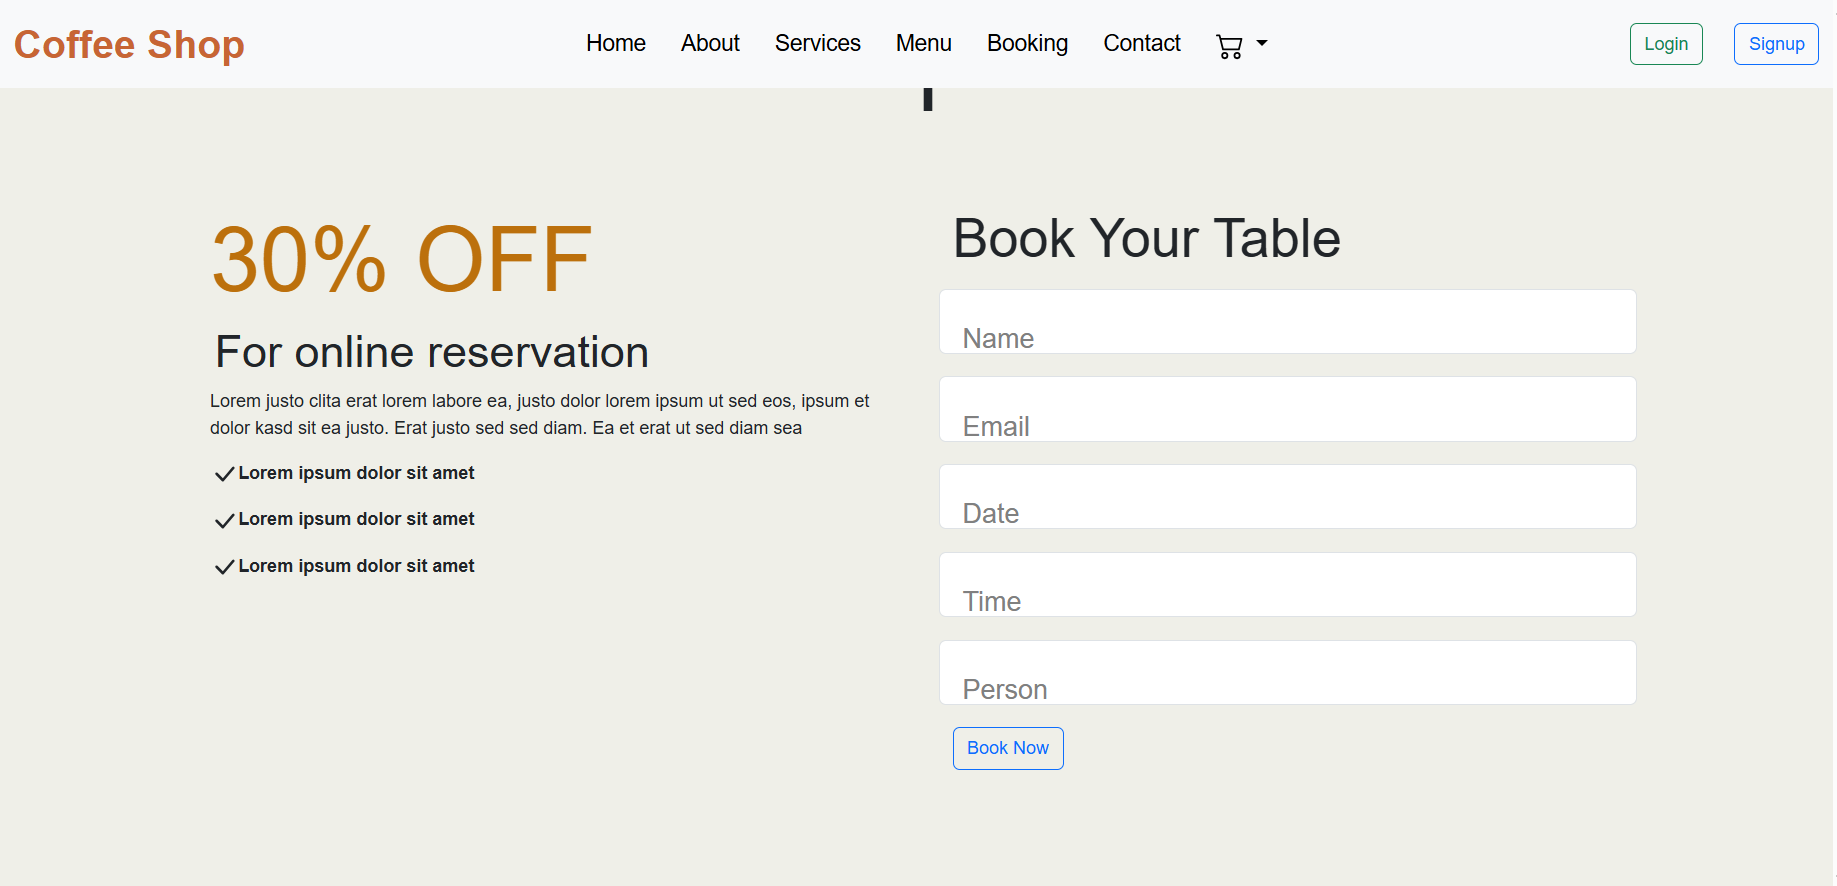 Coffee Shop
Home About Services Menu Booking Contact
Login Signup
30% OFF
For online reservation
Lorem justo clita erat lorem labore ea, justo dolor lorem ipsum ut sed eos, ipsum et
dolor kasd sit ea justo. Erat justo sed sed diam. Ea et erat ut sed diam sea
Lorem ipsum dolor sit amet
Lorem ipsum dolor sit amet
Lorem ipsum dolor sit amet
Book Your Table
Name
Email
Date
Time
Person
Book Now